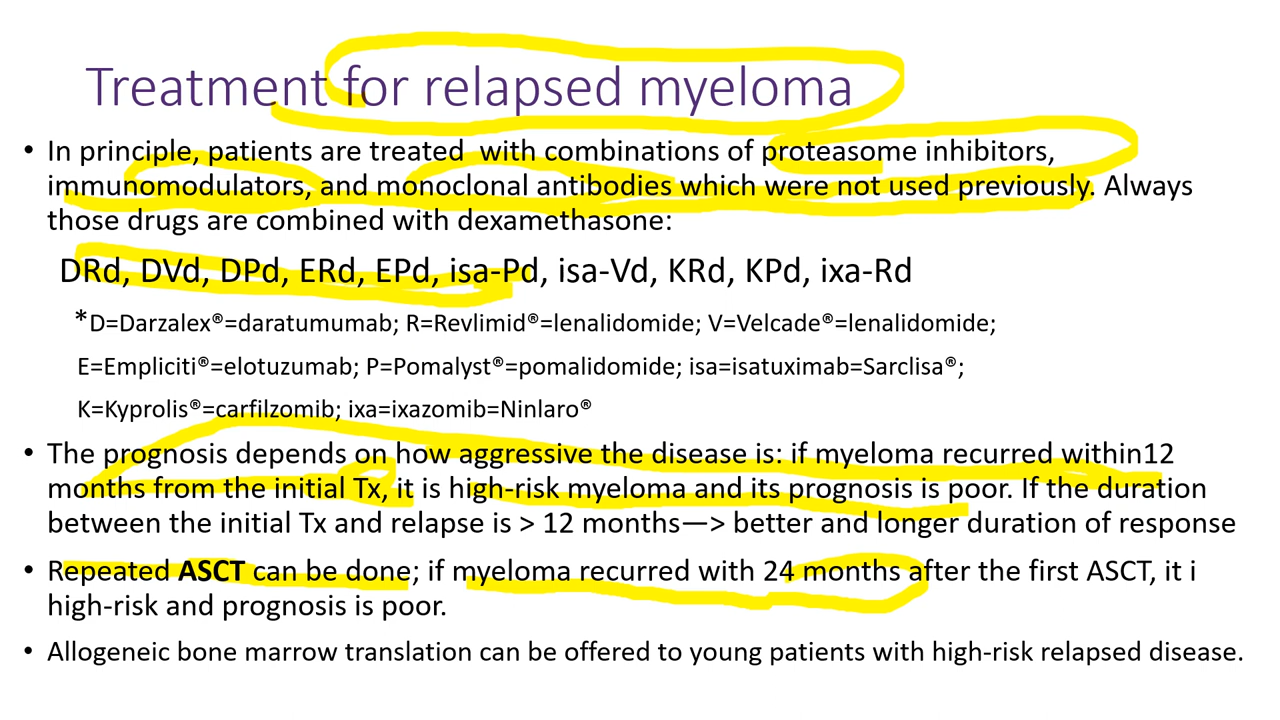 Treatment for relapsed myeloma
• In principle, patients are treated with combinations of proteasome inhibitors,
immunomodulators, and monoclonal antibodies which were not used previously. Always
those drugs are combined with dexamethasone:
DRd, DVd, DPd, ERd, EPd, isa-Pd, isa-Vd, KRd, KPd, ixa-Rd
*D=Darzalex®=daratumumab; R=Revlimid®=lenalidomide; V=Velcade®=lenalidomide;
E=Empliciti®=elotuzumab; P=Pomalyst®=pomalidomide; isa=isatuximab=Sarclisa®;
K=Kyprolis®=carfilzomib; ixa=ixazomib=Ninlaro®
• The prognosis depends on how aggressive the disease is: if myeloma recurred within12
months from the initial Tx, it is high-risk myeloma and its prognosis is poor. If the duration
between the initial Tx and relapse is > 12 months—> better and longer duration of response
• Repeated ASCT can be done; if myeloma recurred with 24 months after the first ASCT, it i
high-risk and prognosis is poor.
• Allogeneic bone marrow translation can be offered to young patients with high-risk relapsed disease.